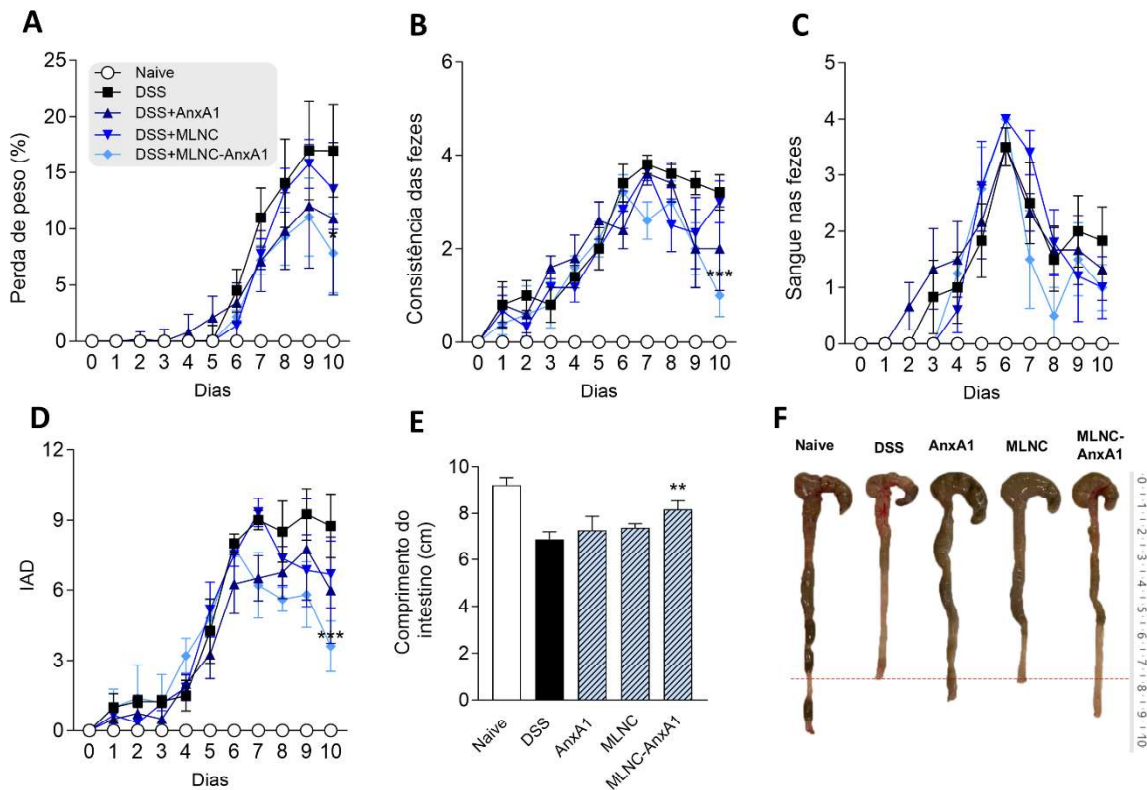 A
Perda de peso (%)
25
20
15
10
5
0
Naive
DSS
DSS+AnxA1
DSS+MLNC
DSS+MLNC-AnxA1
*
0 1 2 3 4 5 6 7 8 9 10
Dias
B
Consistência das fezes
6
4
2
0
***
0 1 2 3 4 5 6 7 8 9 10
Dias
C
Sangue nas fezes
5
4
3
2
1
0
0 1 2 3 4 5 6 7 8 9 10
Dias
D
IAD
12
9
6
3
0
***
0 1 2 3 4 5 6 7 8 9 10
Dias
E
Comprimento do
intestino (cm)
10
8
6
4
2
0
**
Naive
DSS
AnxA1
MLNC
MLNC-AnxA1
F
Naive
DSS
AnxA1
MLNC
MLNC-
AnxA1
0 1 2 3 4 5 6 7 8 9 10